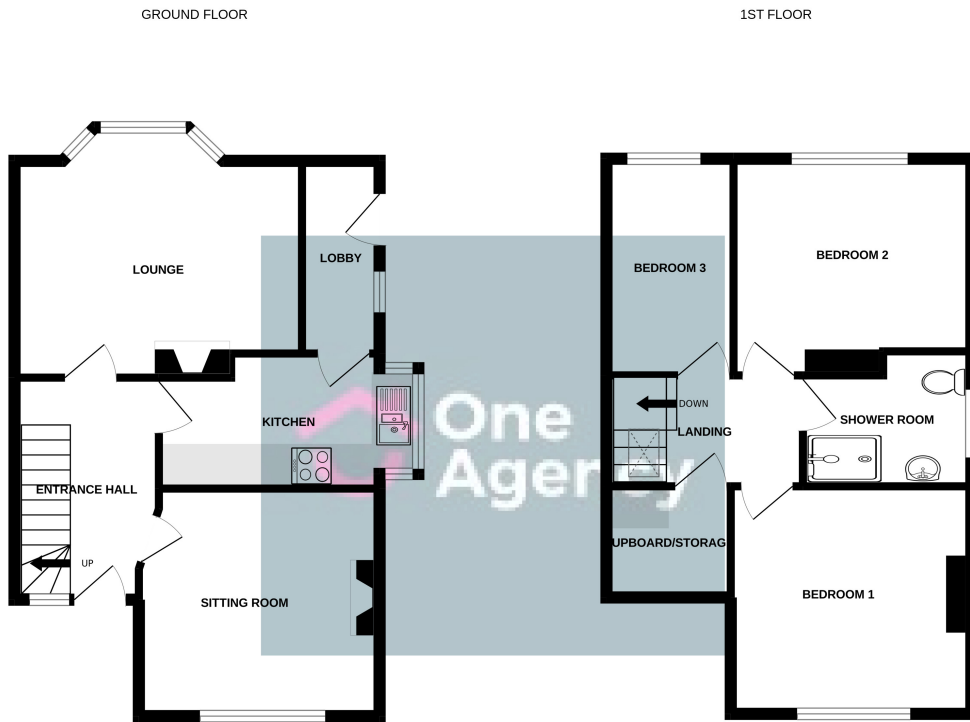 GROUND FLOOR
1ST FLOOR
LOUNGE
LOBBY
KITCHEN
ENTRANCE HALL
UP
SITTING ROOM
BEDROOM 3
BEDROOM 2
DOWN
LANDING
SHOWER ROOM
UPBOARD/STORAG
BEDROOM 1
One
Agency